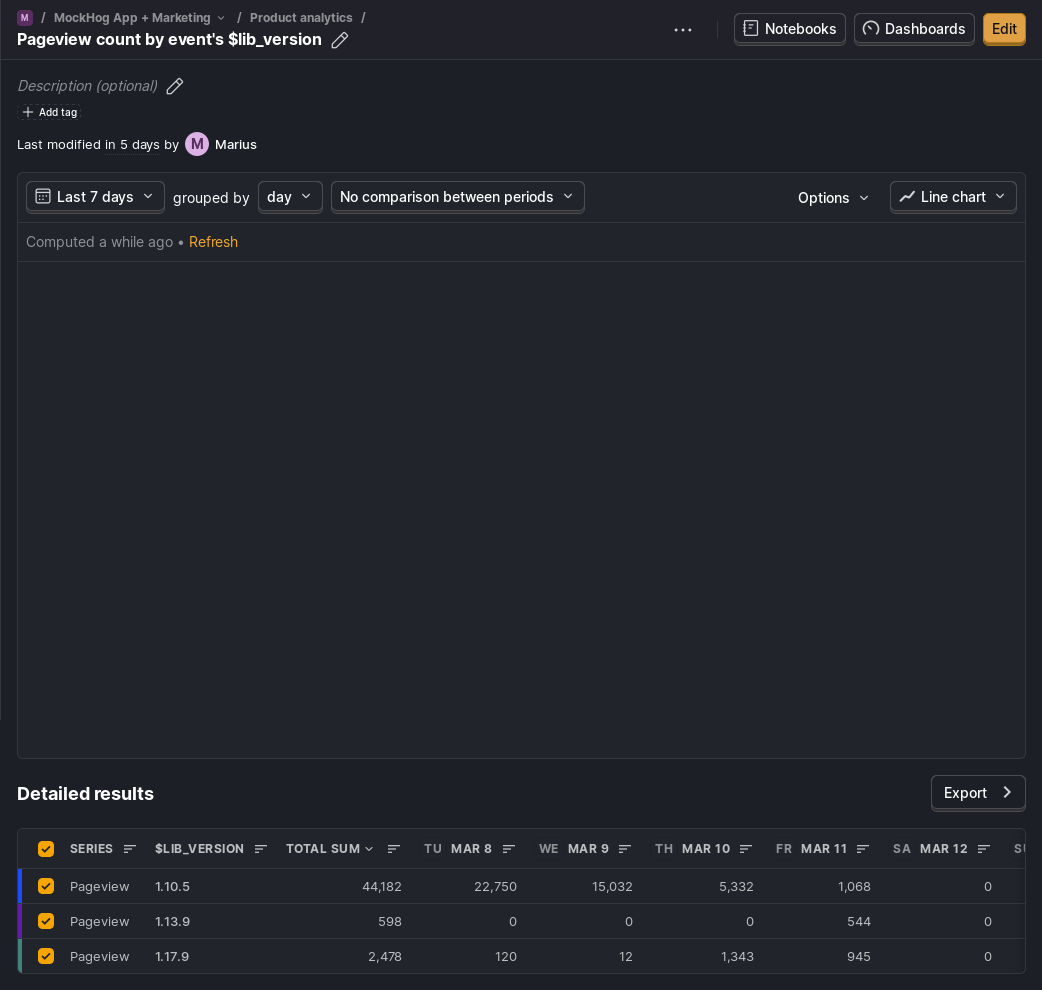 M / MockHog App + Marketing / Product analytics /
Pageview count by event's $lib_version
Notebooks
Dashboards
Edit
Description (optional)
Add tag
Last modified in 5 days by M Marius
Last 7 days grouped by day No comparison between periods Options Line chart
Computed a while ago • Refresh
Detailed results
Export
SERIES $LIB_VERSION TOTAL SUM TU MAR 8 WE MAR 9 TH MAR 10 FR MAR 11 SA MAR 12
Pageview 1.10.5 44,182 22,750 15,032 5,332 1,068 0
Pageview 1.13.9 598 0 0 0 544 0
Pageview 1.17.9 2,478 120 12 1,343 945 0